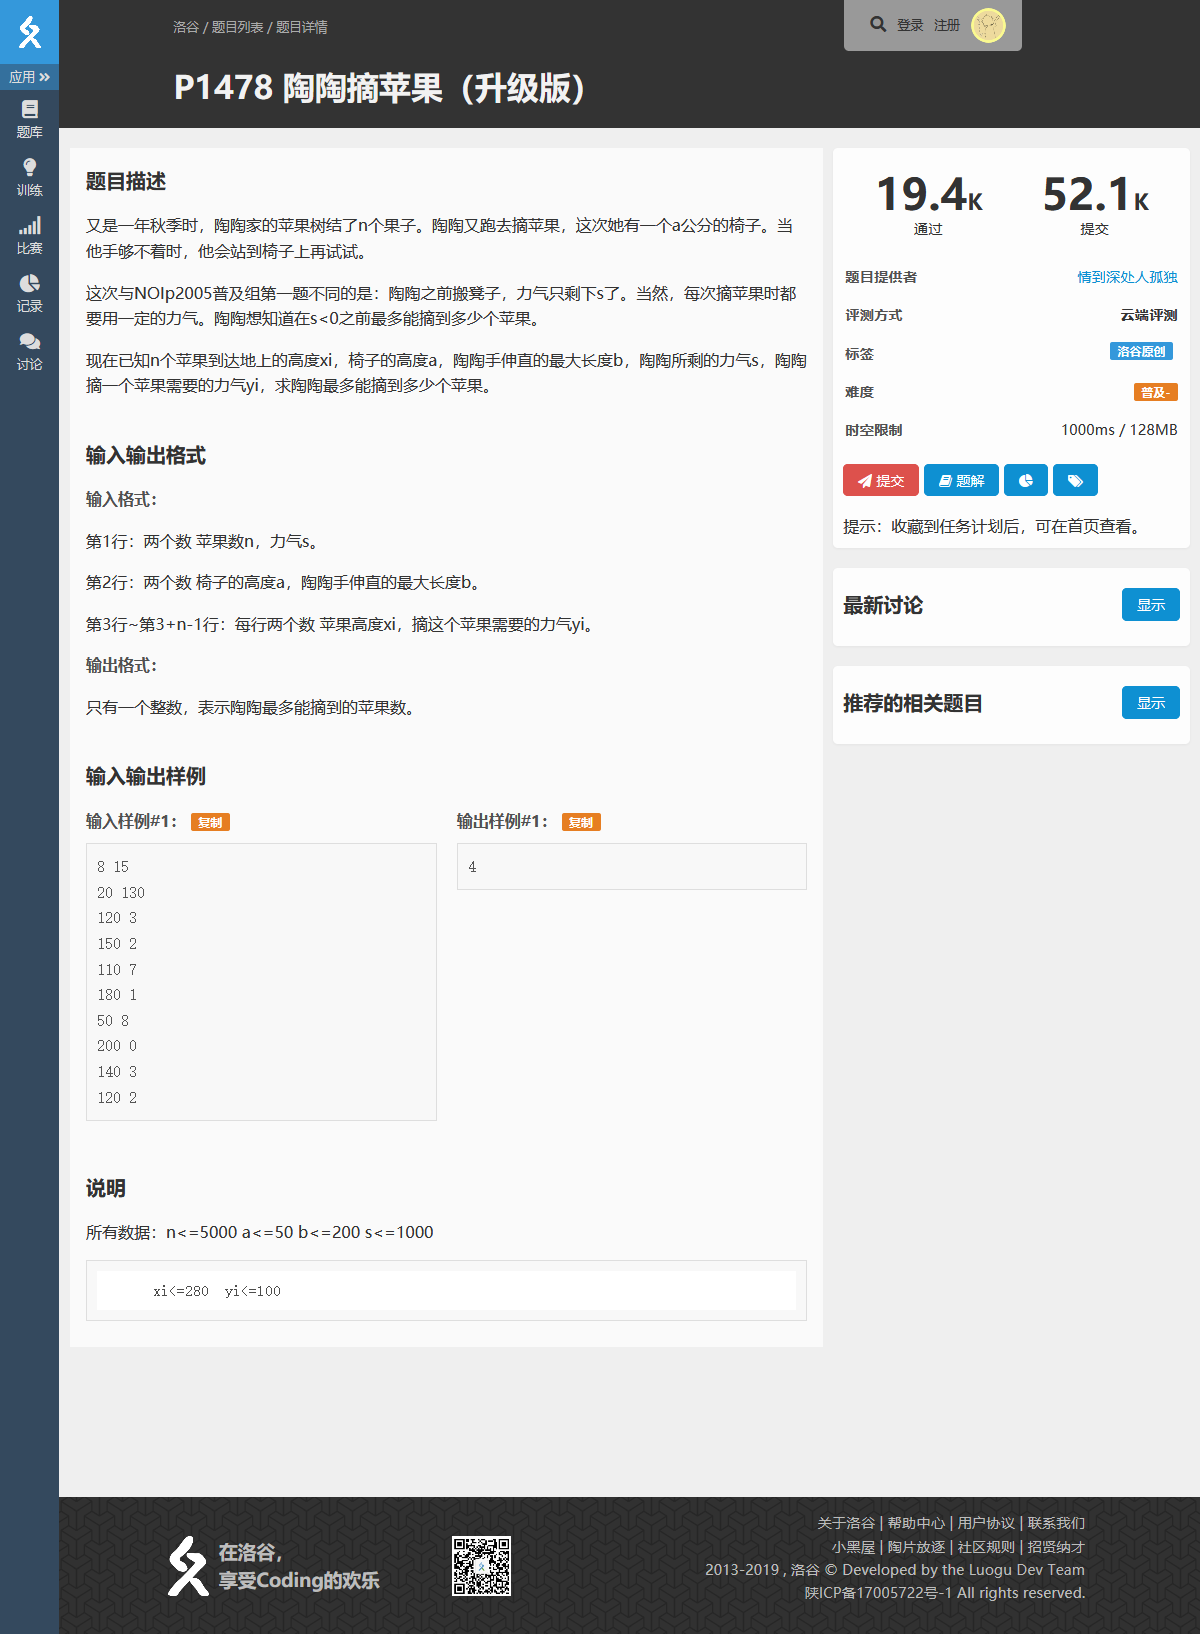 洛谷 / 题目列表 / 题目详情
登录 注册
P1478 陶陶摘苹果（升级版）
应用
题库
训练
比赛
记录
讨论
题目描述
又是一年秋季时，陶陶家的苹果树结了n个果子。陶陶又跑去摘苹果，这次她有一个a公分的椅子。当
他手够不着时，他会站到椅子上再试试。
这次与NOIp2005普及组第一题不同的是：陶陶之前搬凳子，力气只剩下s了。当然，每次摘苹果时都
要用一定的力气。陶陶想知道在s<0之前最多能摘到多少个苹果。
现在已知n个苹果到达地上的高度xi，椅子的高度a，陶陶手伸直的最大长度b，陶陶所剩的力气s，陶陶
摘一个苹果需要的力气yi，求陶陶最多能摘到多少个苹果。
输入输出格式
输入格式：
第1行：两个数 苹果数n，力气s。
第2行：两个数 椅子的高度a，陶陶手伸直的最大长度b。
第3行~第3+n-1行：每行两个数 苹果高度xi，摘这个苹果需要的力气yi。
输出格式：
只有一个整数，表示陶陶最多能摘到的苹果数。
输入输出样例
输入样例#1： 复制
8 15
20 130
120 3
150 2
110 7
180 1
50 8
200 0
140 3
120 2
输出样例#1： 复制
4
说明
所有数据：n<=5000 a<=50 b<=200 s<=1000
xi<=280  yi<=100
19.4K
通过
52.1K
提交
题目提供者 情到深处人孤独
评测方式 云端评测
标签 洛谷原创
难度 普及-
时空限制 1000ms / 128MB
提交 题解
提示：收藏到任务计划后，可在首页查看。
最新讨论 显示
推荐的相关题目 显示
在洛谷，
享受Coding的欢乐
关于洛谷 | 帮助中心 | 用户协议 | 联系我们
小黑屋 | 陶片放逐 | 社区规则 | 招贤纳才
2013-2019 , 洛谷 © Developed by the Luogu Dev Team
陕ICP备17005722号-1 All rights reserved.